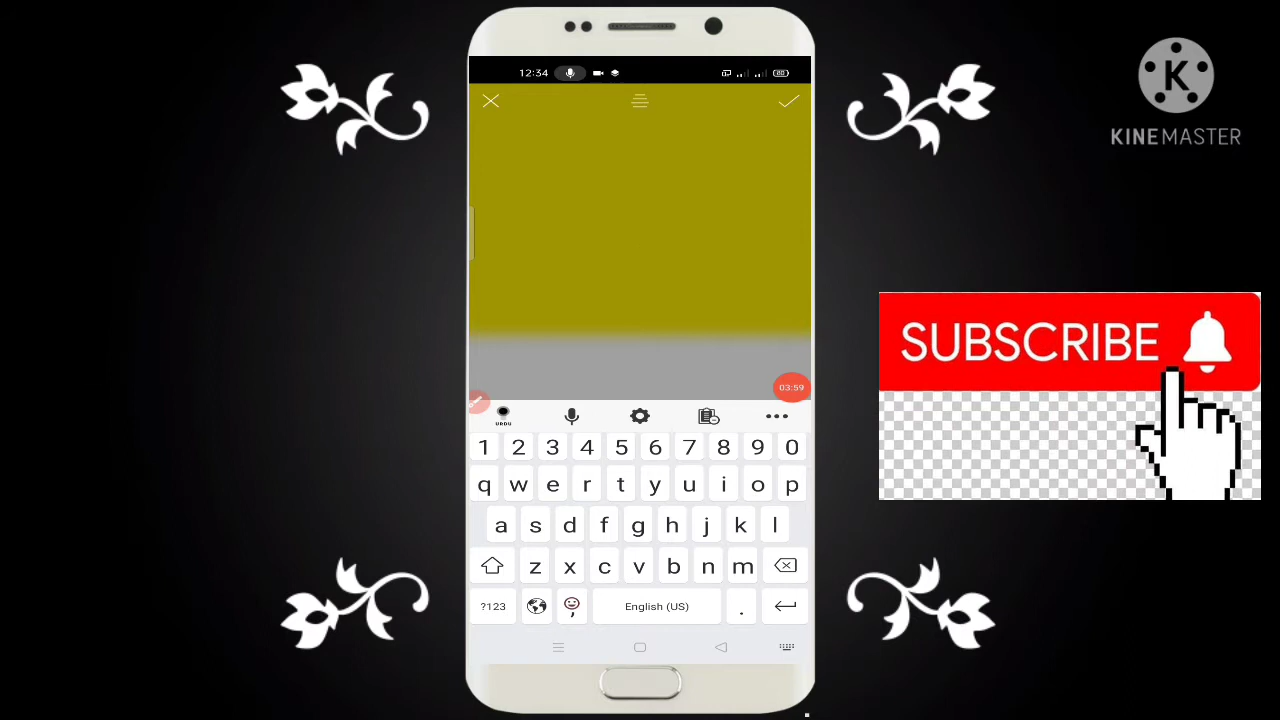 12:34
80
KINEMASTER
K
SUBSCRIBE
03:59
URDU
1 2 3 4 5 6 7 8 9 0
q w e r t y u i o p
a s d f g h j k l
z x c v b n m
?123 , English (US) .